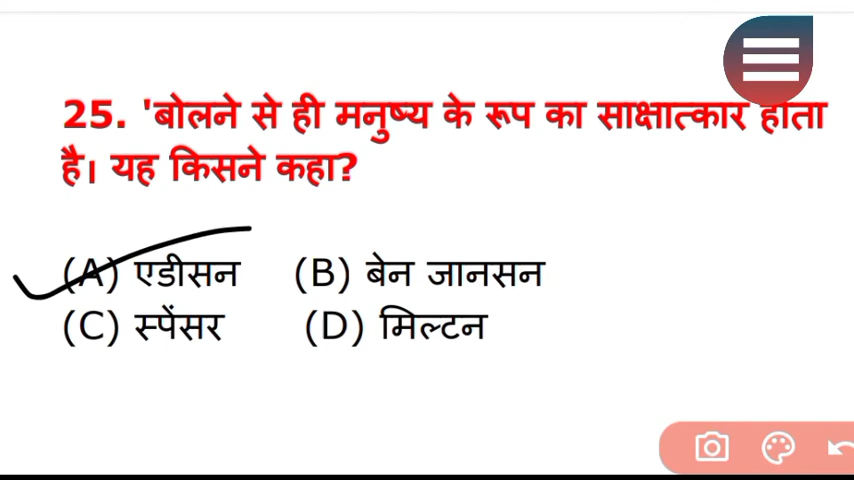 25. 'बोलने से ही मनुष्य के रूप का साक्षात्कार होता
है। यह किसने कहा?
(A) एडीसन (B) बेन जानसन
(C) स्पेंसर (D) मिल्टन